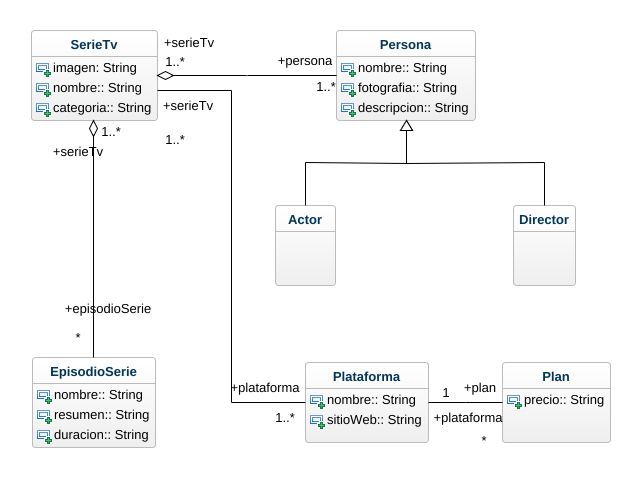 SerieTv
imagen: String
nombre:: String
categoria:: String
+serieTv
1..*
+persona
1..*
Persona
nombre:: String
fotografia:: String
descripcion:: String
+serieTv
1..*
1..*
+serieTv
Actor
Director
+episodioSerie
*
EpisodioSerie
nombre:: String
resumen:: String
duracion:: String
+plataforma
1..*
Plataforma
nombre:: String
sitioWeb:: String
1
+plan
+plataforma
*
Plan
precio:: String